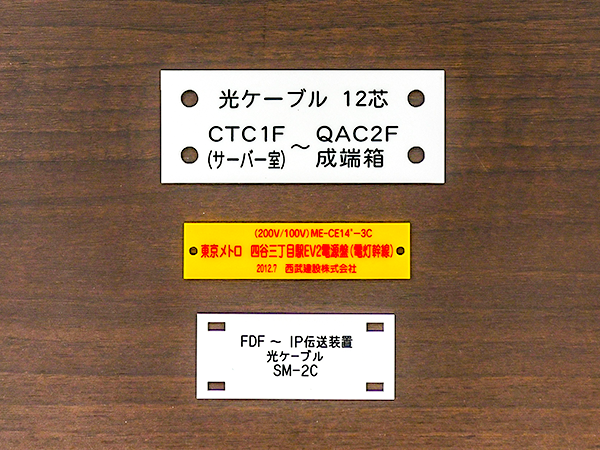 光ケーブル 12芯
CTC1F ～ QAC2F
(サーバー室) 成端箱
(200V/100V)ME-CE14°-3C
東京メトロ 四谷三丁目駅EV2電源盤(電灯幹線)
2012.7 西武建設株式会社
FDF ～ IP伝送装置
光ケーブル
SM-2C